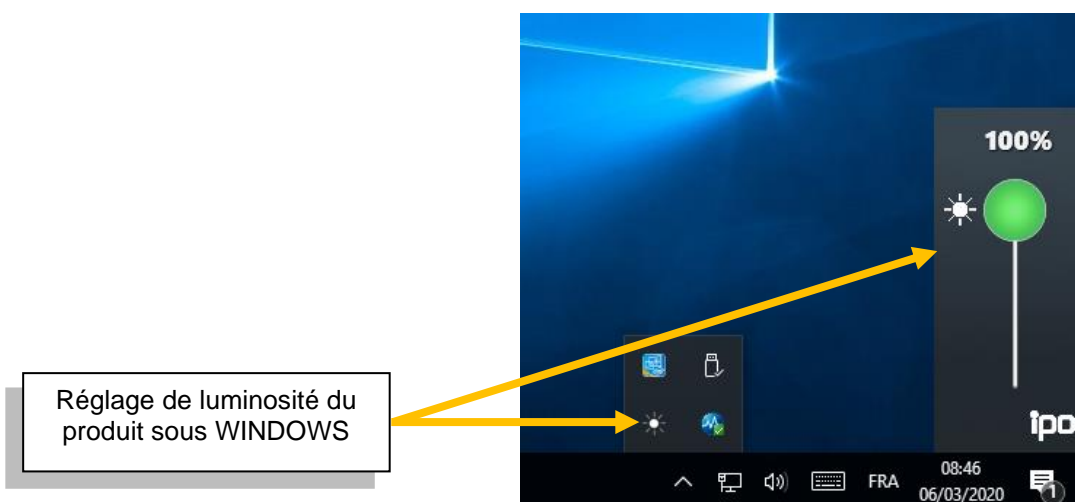 100%
Réglage de luminosité du
produit sous WINDOWS
ipo
FRA
08:46
06/03/2020
1